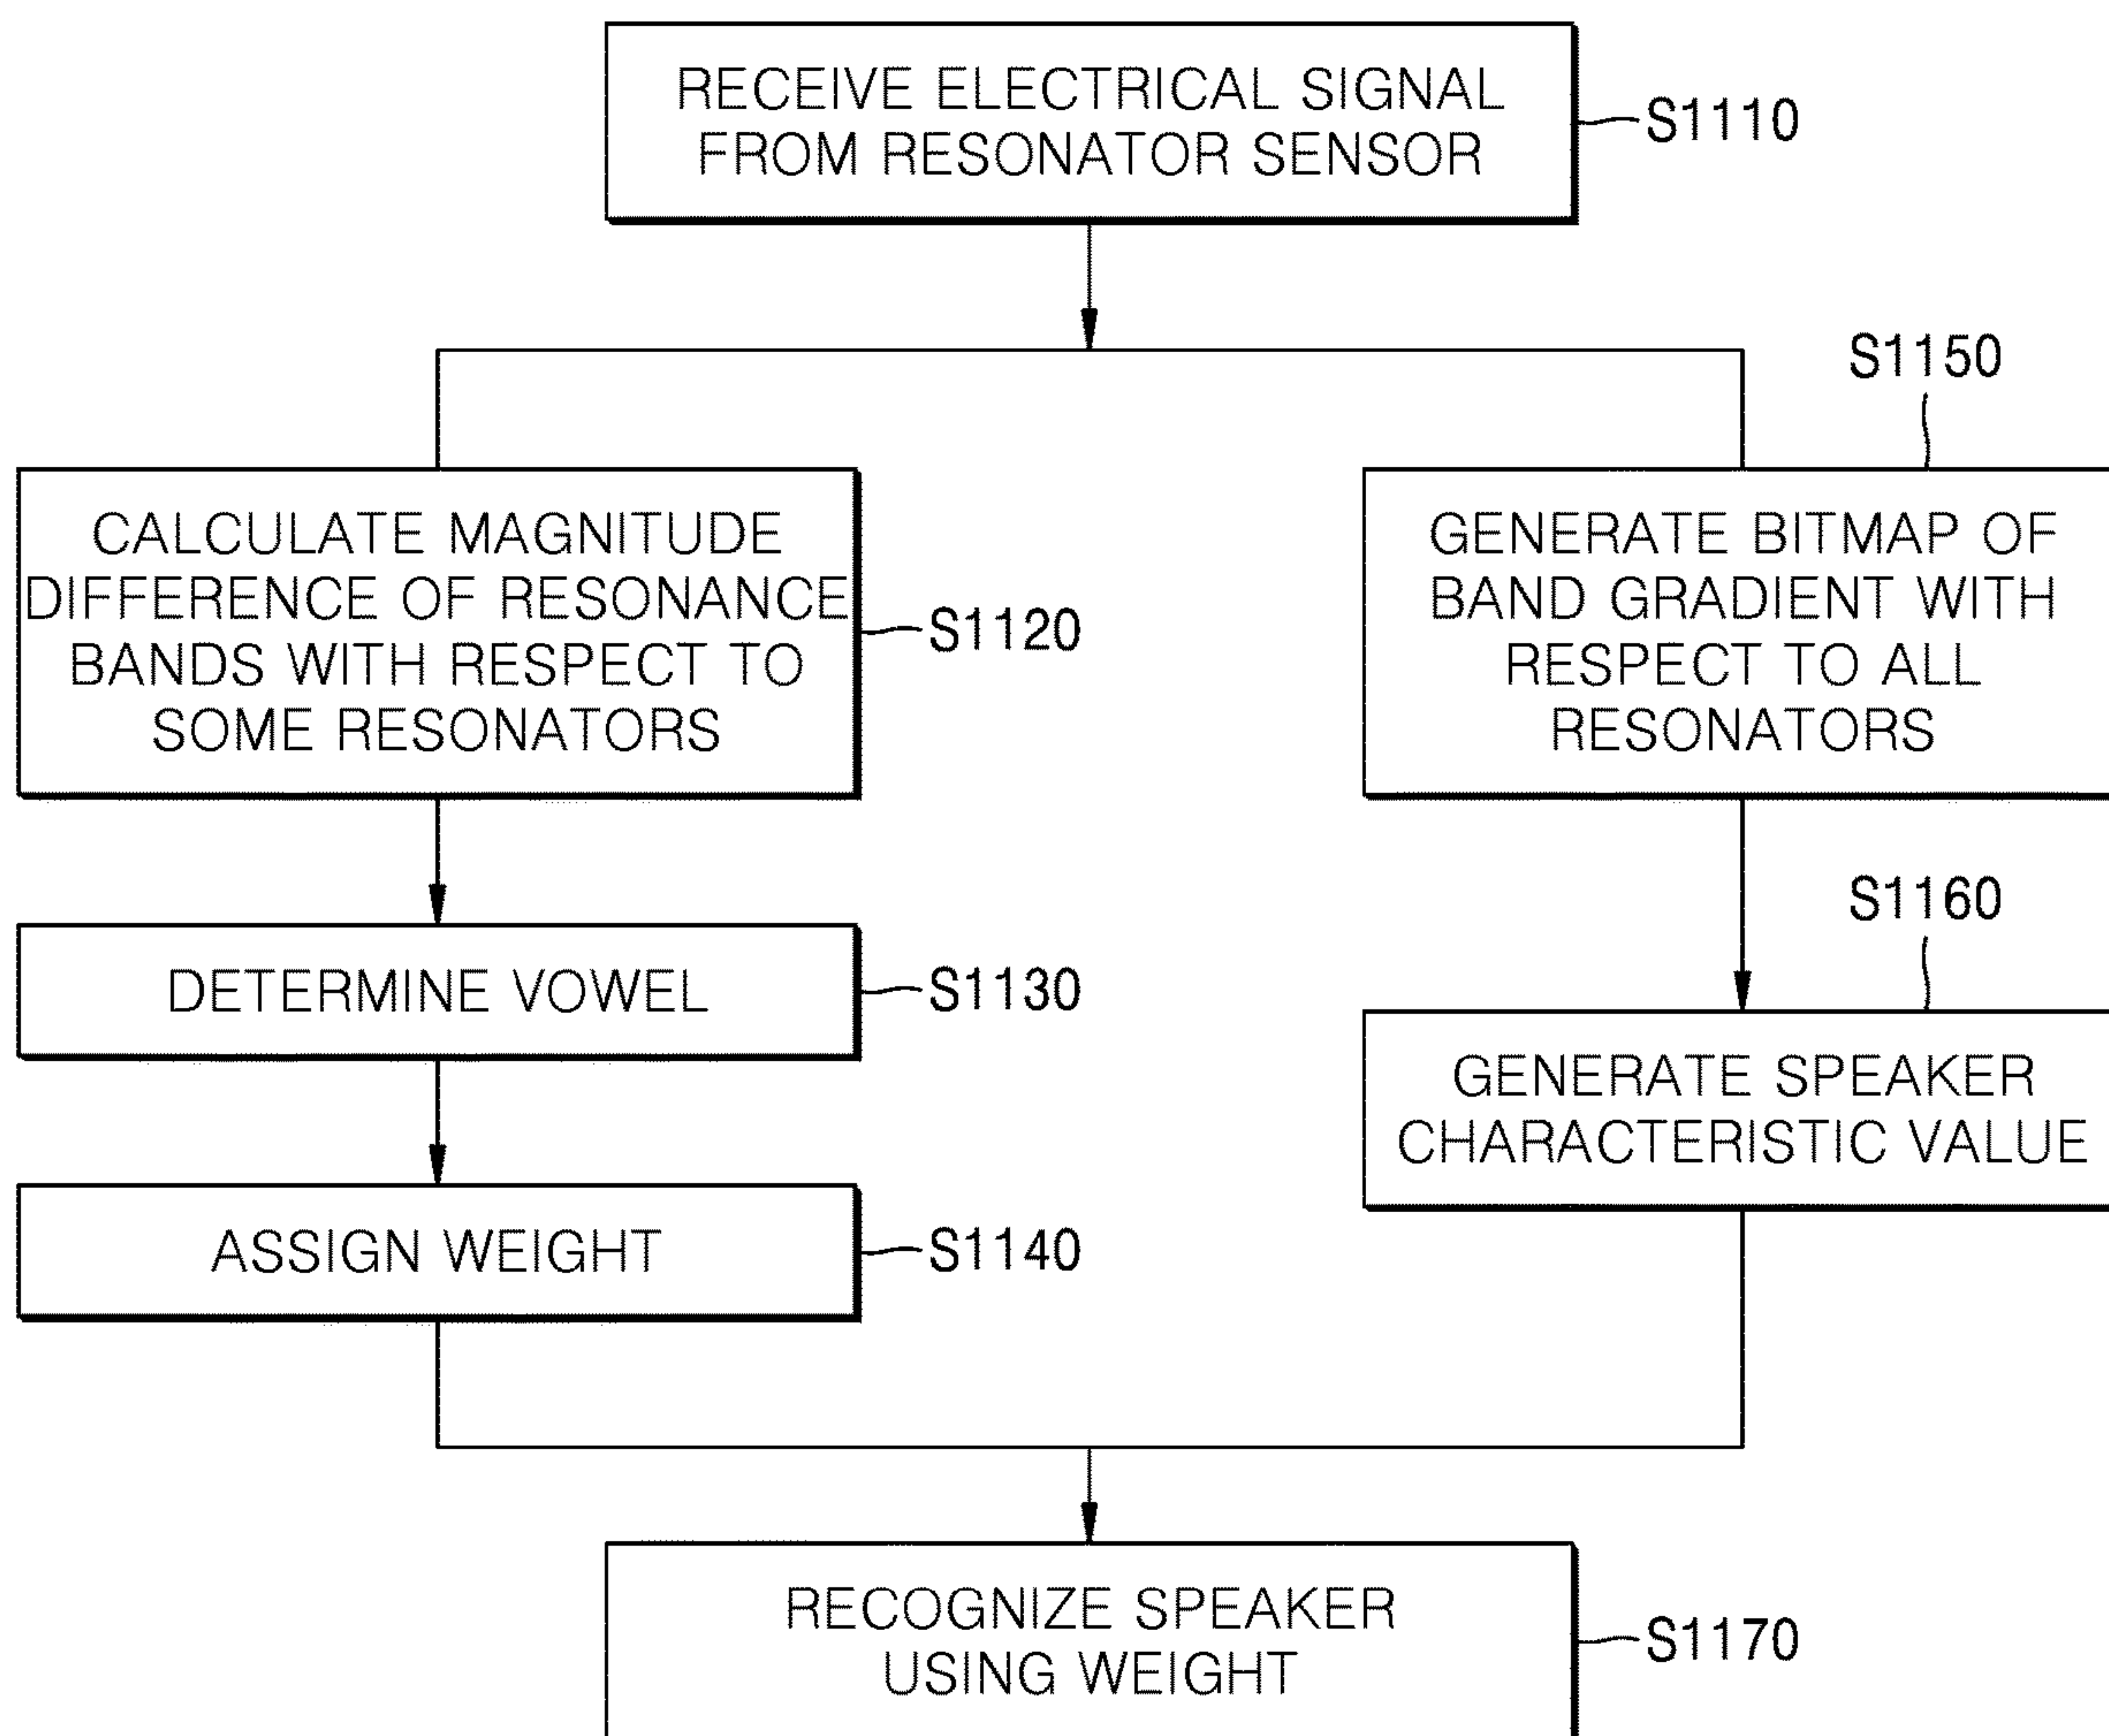 RECEIVE ELECTRICAL SIGNAL
FROM RESONATOR SENSOR
S1110
CALCULATE MAGNITUDE
DIFFERENCE OF RESONANCE
BANDS WITH RESPECT TO
SOME RESONATORS
S1120
DETERMINE VOWEL
S1130
ASSIGN WEIGHT
S1140
S1150
GENERATE BITMAP OF
BAND GRADIENT WITH
RESPECT TO ALL
RESONATORS
S1160
GENERATE SPEAKER
CHARACTERISTIC VALUE
RECOGNIZE SPEAKER
USING WEIGHT
S1170